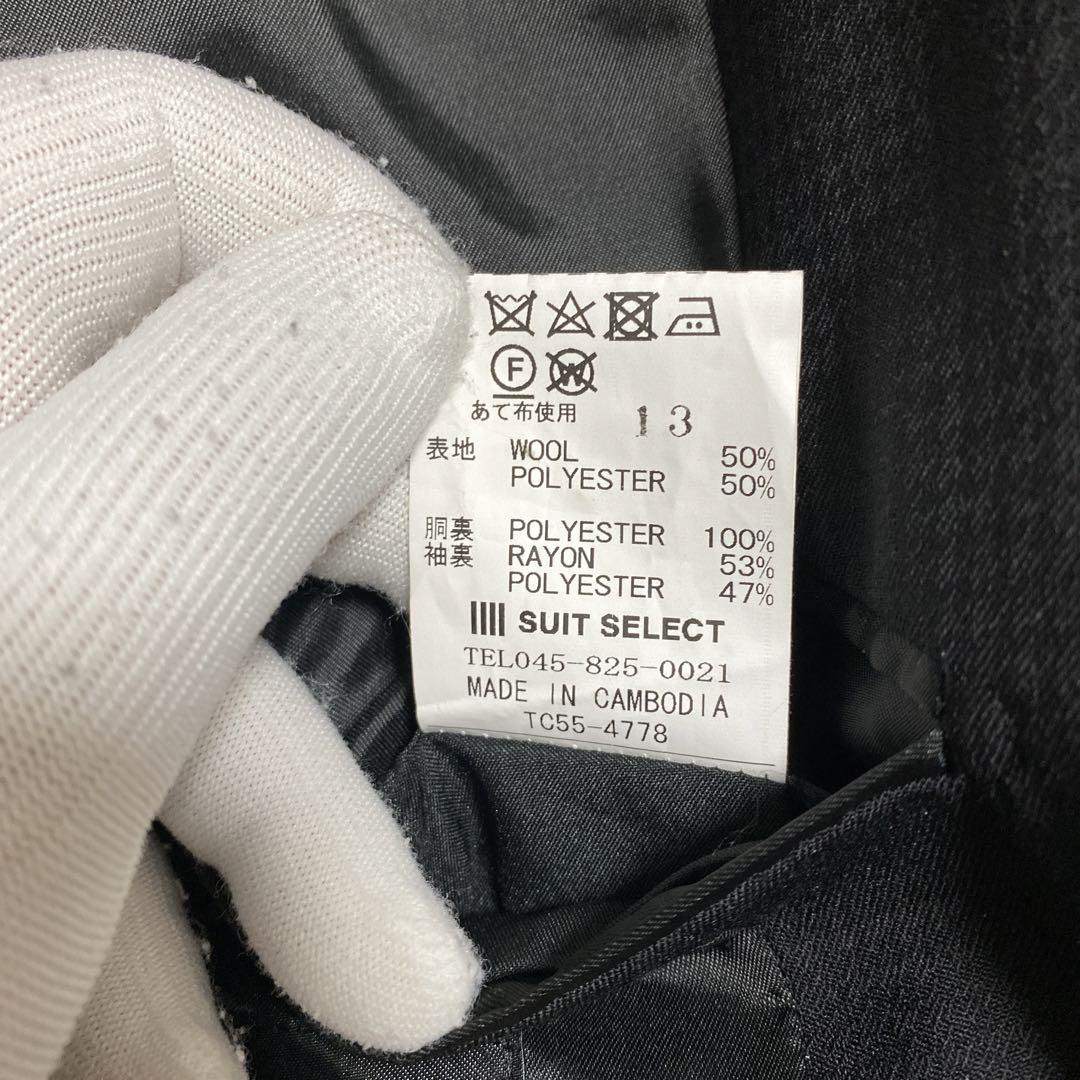 F W
あて布使用 13
表地 WOOL 50%
POLYESTER 50%
胴裏 POLYESTER 100%
袖裏 RAYON 53%
POLYESTER 47%
SUIT SELECT
TEL045-825-0021
MADE IN CAMBODIA
TC55-4778